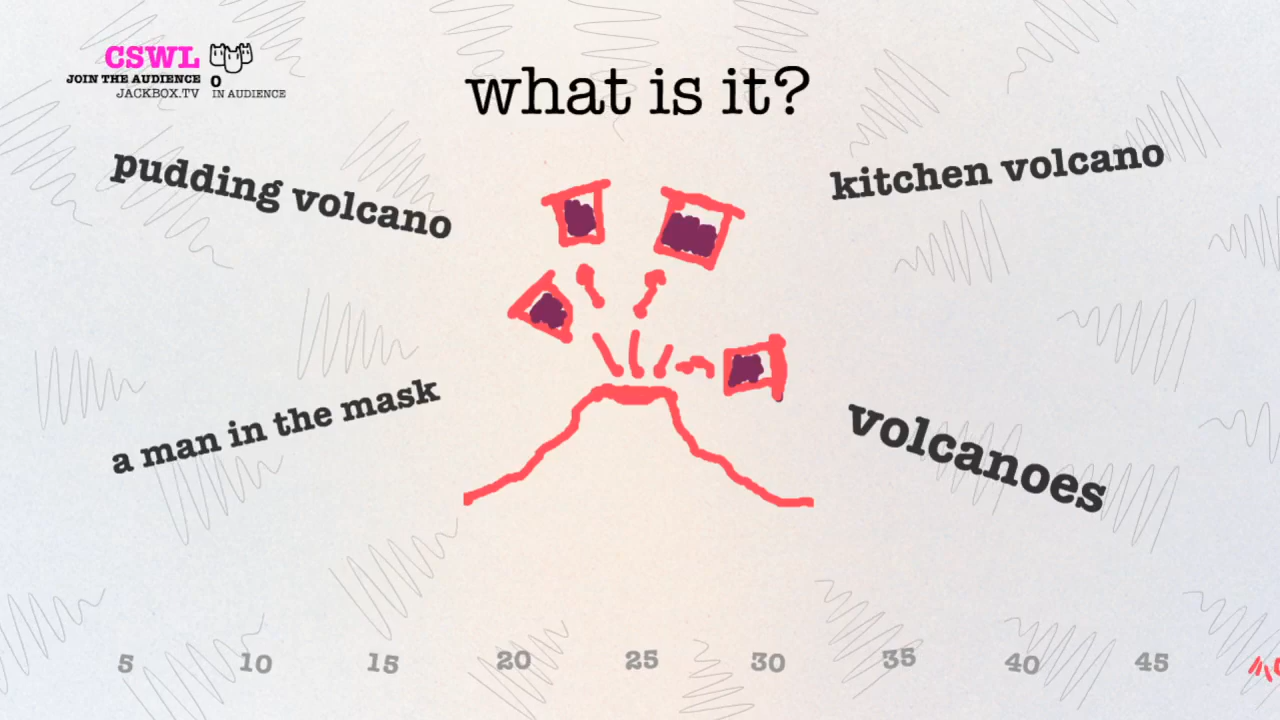 CSWL
JOIN THE AUDIENCE
JACKBOX.TV
0
IN AUDIENCE
what is it?
pudding volcano
kitchen volcano
a man in the mask
volcanoes
5 10 15 20 25 30 35 40 45